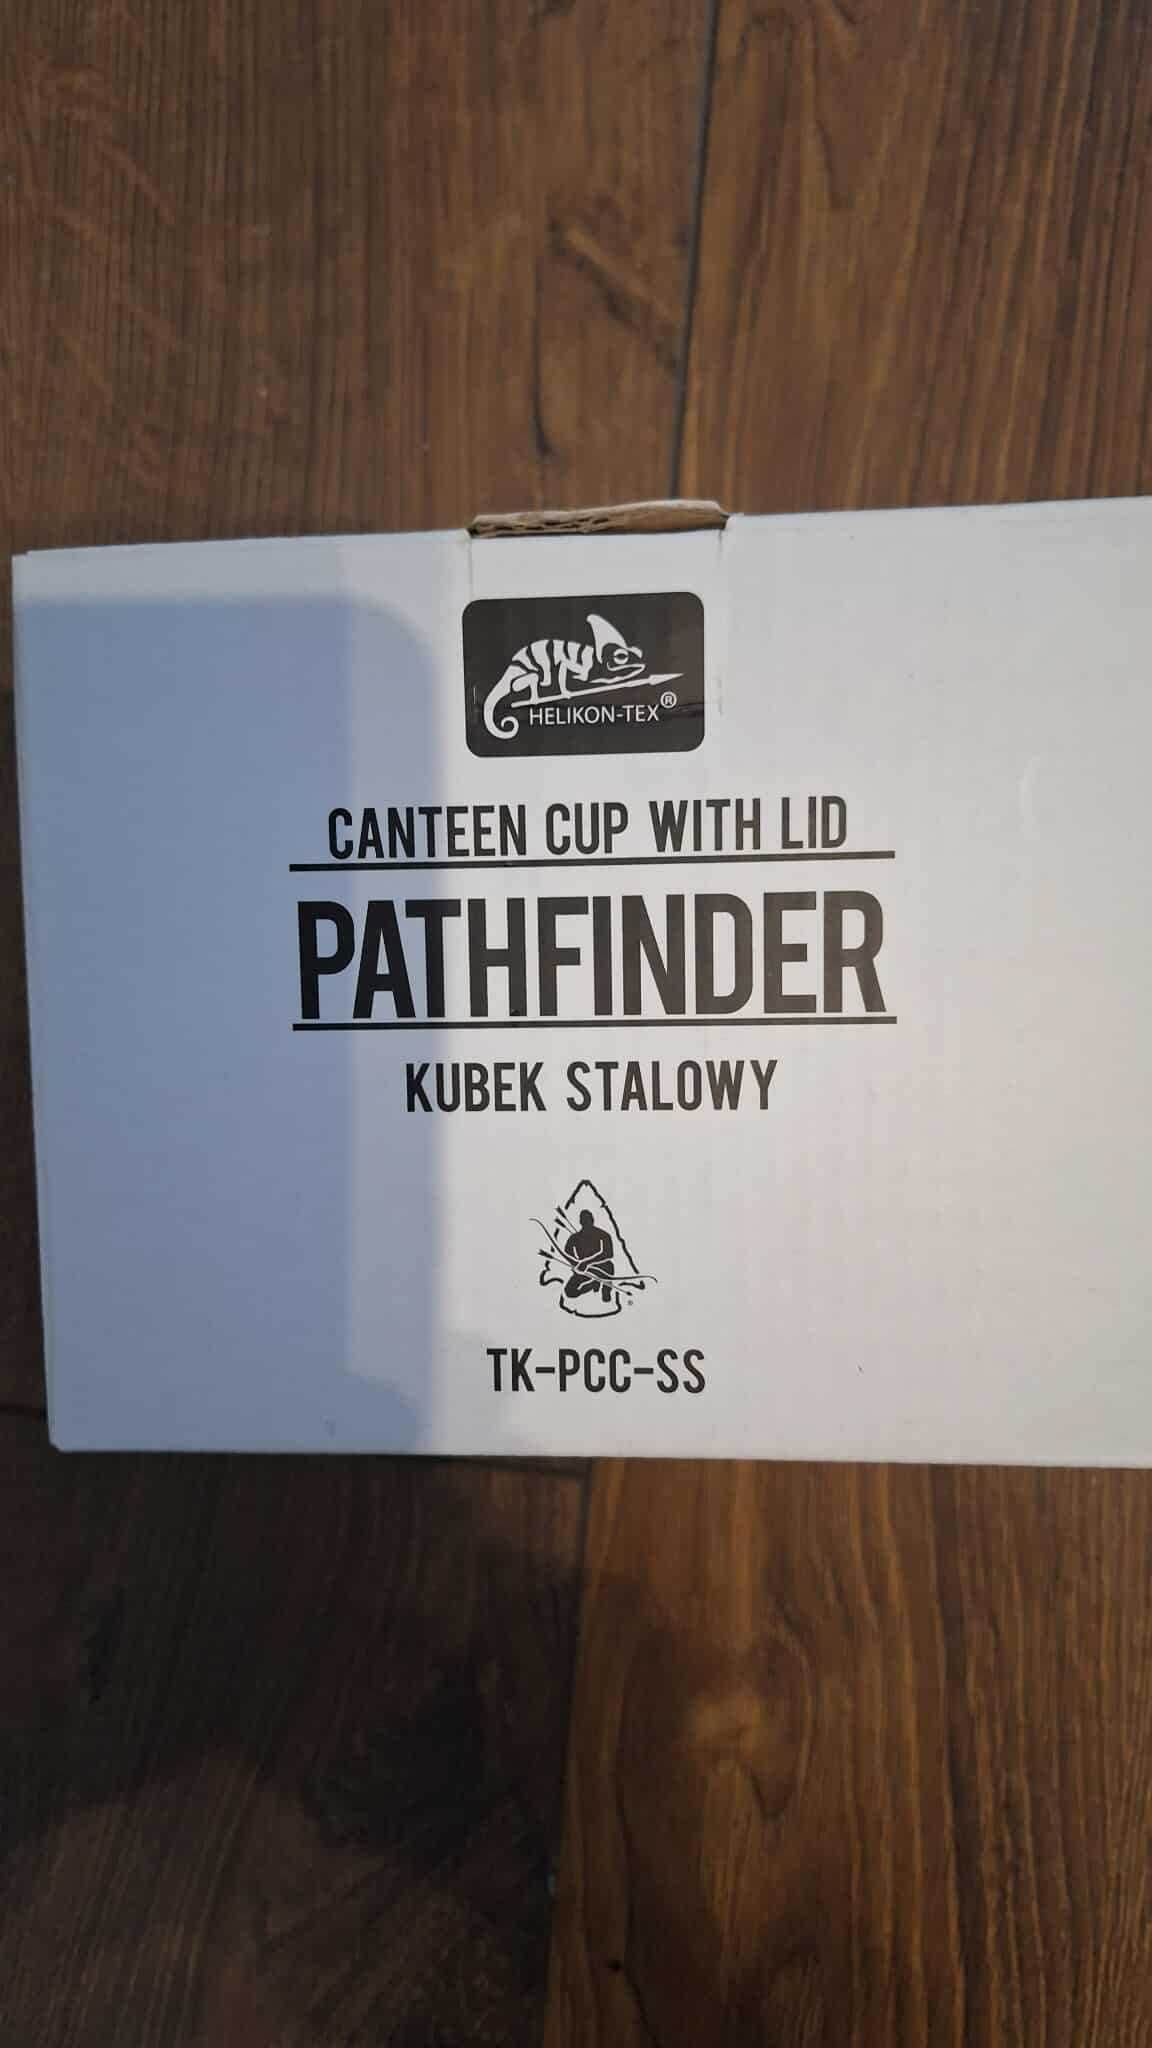 HELIKON-TEX®
CANTEEN CUP WITH LID
PATHFINDER
KUBEK STALOWY
TK-PCC-SS